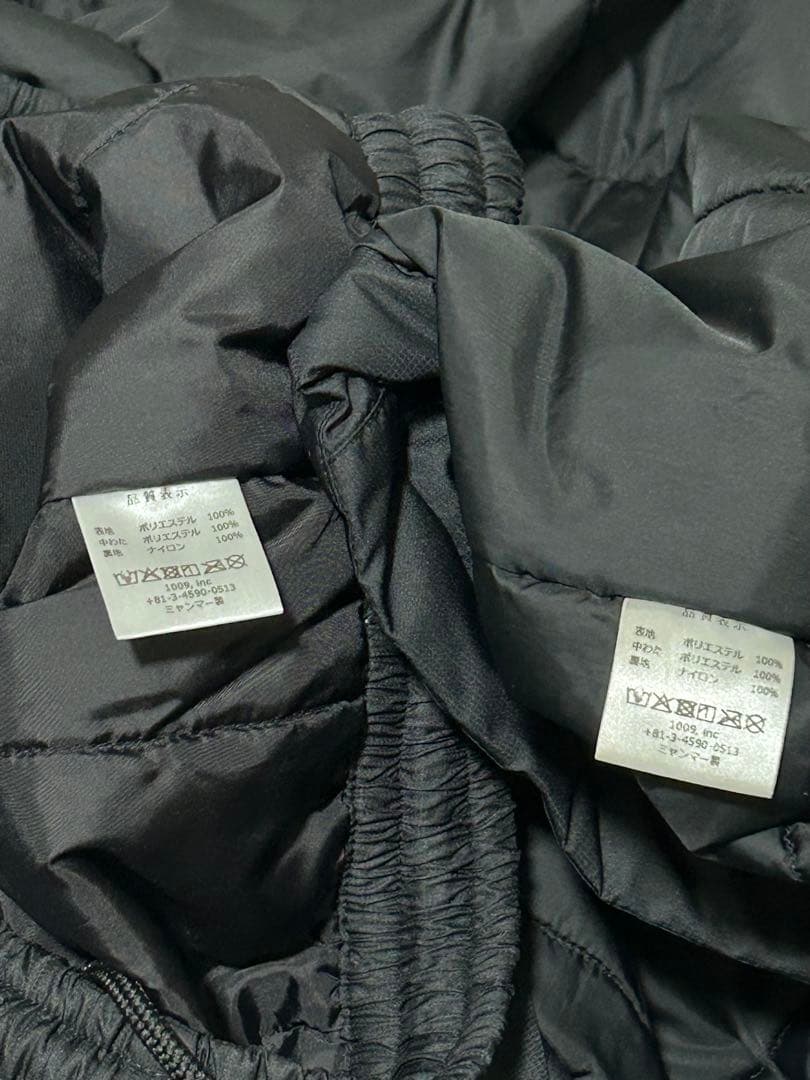 品質表示
表地 ポリエステル 100%
中わた ポリエステル 100%
裏地 ナイロン 100%
1009, inc
+81-3-4590-0513
ミャンマー製
品質表示
表地 ポリエステル 100%
中わた ポリエステル 100%
裏地 ナイロン 100%
1009, inc
+81-3-4590-0513
ミャンマー製